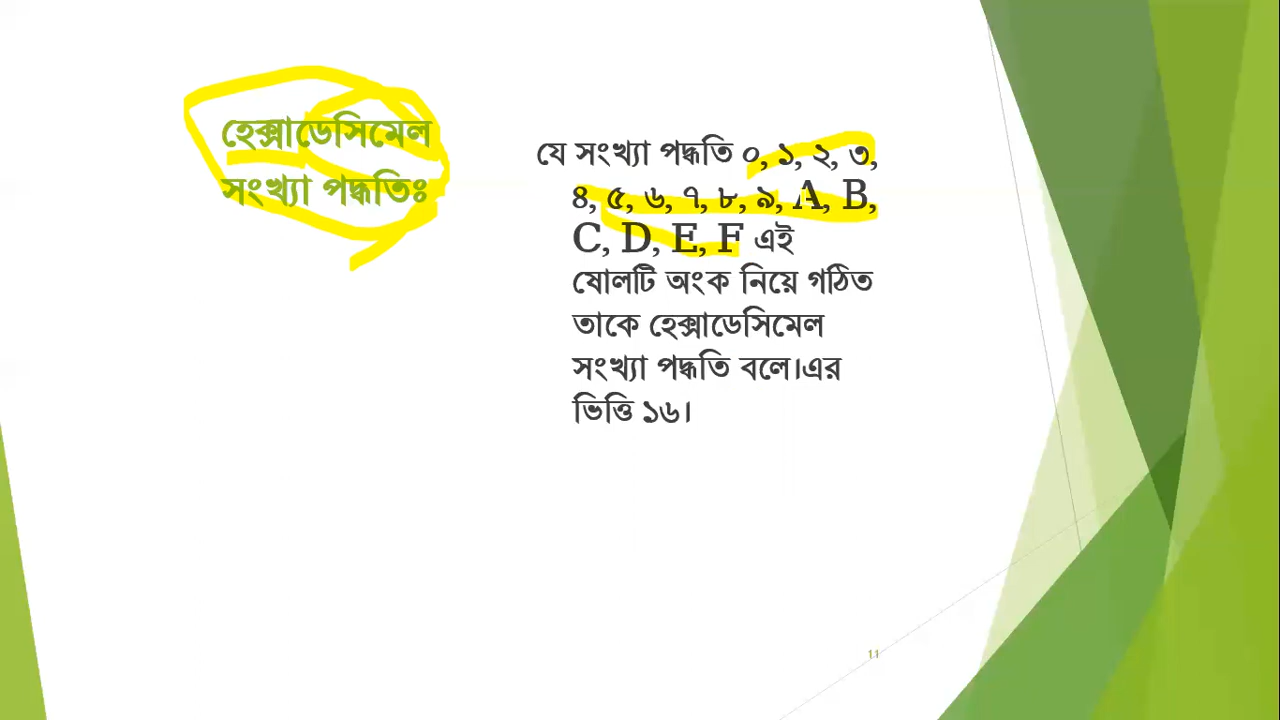 হেক্সাডেসিমেল
সংখ্যা পদ্ধতিঃ
যে সংখ্যা পদ্ধতি ০, ১, ২, ৩,
৪, ৫, ৬, ৭, ৮, ৯, A, B,
C, D, E, F এই
ষোলটি অংক নিয়ে গঠিত
তাকে হেক্সাডেসিমেল
সংখ্যা পদ্ধতি বলে।এর
ভিত্তি ১৬।
11